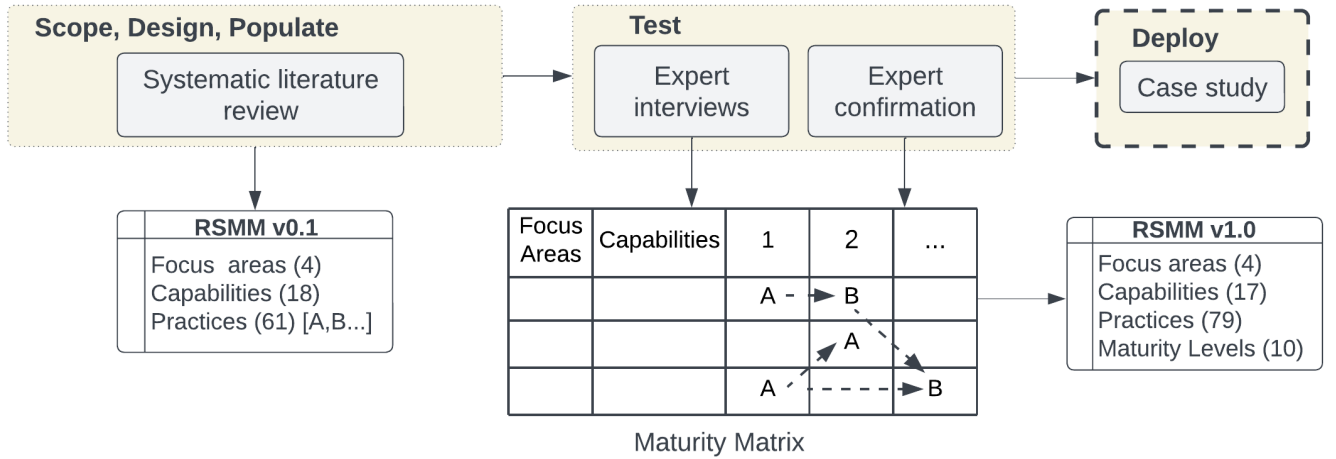 Scope, Design, Populate
Systematic literature
review
Test
Expert
interviews
Expert
confirmation
Deploy
Case study
RSMM v0.1
Focus areas (4)
Capabilities (18)
Practices (61) [A,B...]
Focus
Areas
Capabilities
1
2
...
A
B
A
A
B
Maturity Matrix
RSMM v1.0
Focus areas (4)
Capabilities (17)
Practices (79)
Maturity Levels (10)